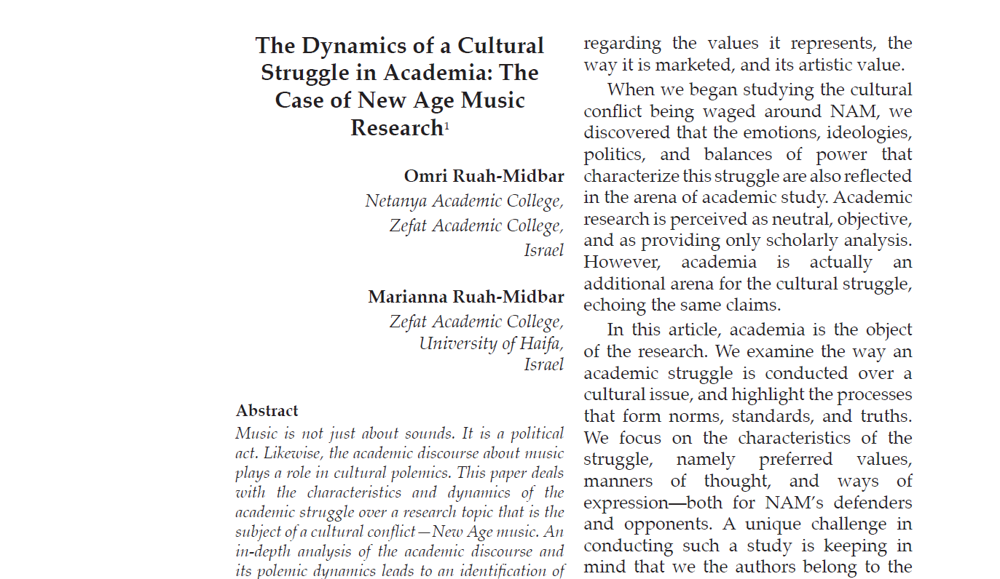 The Dynamics of a Cultural
Struggle in Academia: The
Case of New Age Music
Research¹
Omri Ruah-Midbar
Netanya Academic College,
Zefat Academic College,
Israel
Marianna Ruah-Midbar
Zefat Academic College,
University of Haifa,
Israel
Abstract
Music is not just about sounds. It is a political
act. Likewise, the academic discourse about music
plays a role in cultural polemics. This paper deals
with the characteristics and dynamics of the
academic struggle over a research topic that is the
subject of a cultural conflict—New Age music. An
in-depth analysis of the academic discourse and
its polemic dynamics leads to an identification of
regarding the values it represents, the
way it is marketed, and its artistic value.
When we began studying the cultural
conflict being waged around NAM, we
discovered that the emotions, ideologies,
politics, and balances of power that
characterize this struggle are also reflected
in the arena of academic study. Academic
research is perceived as neutral, objective,
and as providing only scholarly analysis.
However, academia is actually an
additional arena for the cultural struggle,
echoing the same claims.
In this article, academia is the object
of the research. We examine the way an
academic struggle is conducted over a
cultural issue, and highlight the processes
that form norms, standards, and truths.
We focus on the characteristics of the
struggle, namely preferred values,
manners of thought, and ways of
expression—both for NAM's defenders
and opponents. A unique challenge in
conducting such a study is keeping in
mind that we the authors belong to the